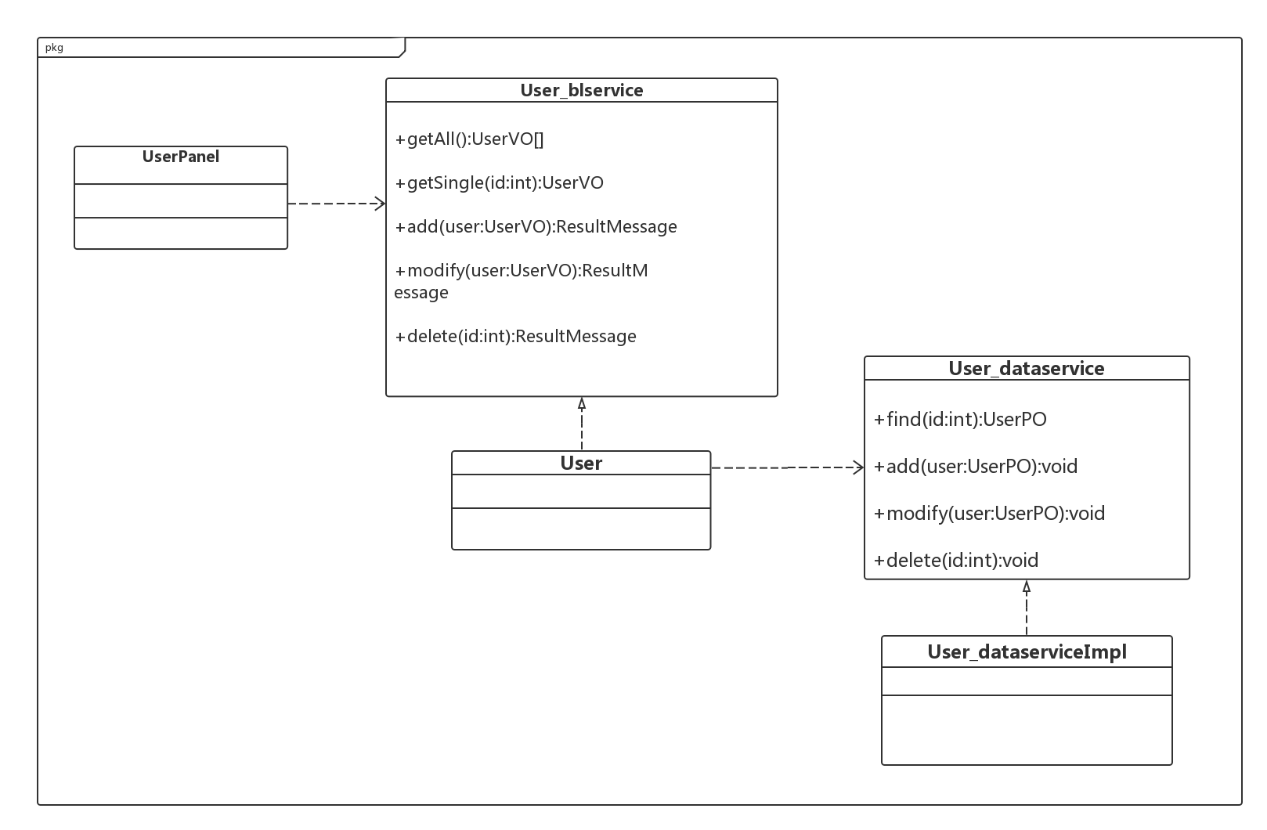 pkg
User_blservice
+getAll():UserVO[]
+getSingle(id:int):UserVO
+add(user:UserVO):ResultMessage
+modify(user:UserVO):ResultM
essage
+delete(id:int):ResultMessage
UserPanel
User
User_dataservice
+find(id:int):UserPO
+add(user:UserPO):void
+modify(user:UserPO):void
+delete(id:int):void
User_dataserviceImpl